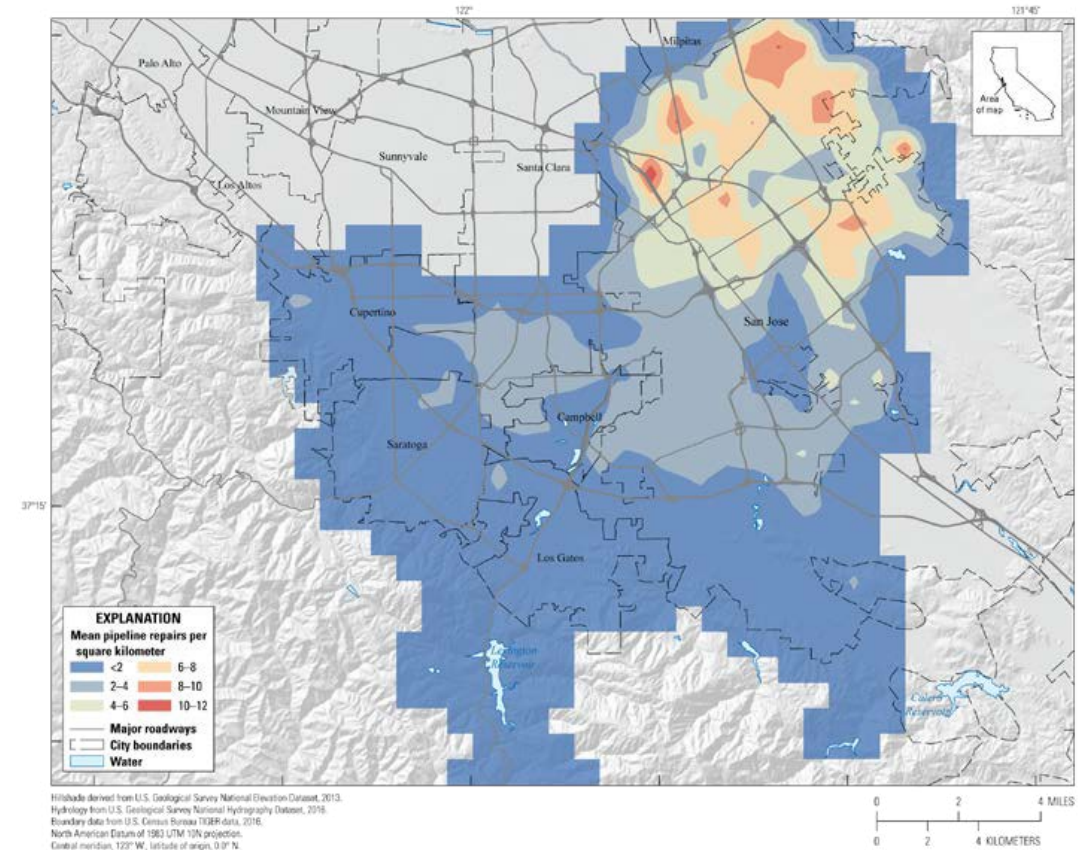 122°
121°45'
Milpitas
Palo Alto
Area
of map
Mountain View
Sunnyvale
Santa Clara
Los Altos
Cupertino
San Jose
Campbell
Saratoga
37°15'
Los Gatos
EXPLANATION
Mean pipeline repairs per
square kilometer
<2
6–8
2–4
8–10
4–6
10–12
Major roadways
City boundaries
Water
Lexington
Reservoir
Calero
Reservoir
Hillshade derived from U.S. Geological Survey National Elevation Dataset, 2013.
Hydrology from U.S. Geological Survey National Hydrography Dataset, 2016.
Boundary data from U.S. Census Bureau TIGER data, 2016.
North American Datum of 1983 UTM 10N projection.
Central meridian, 123° W, latitude of origin, 0.0° N.
0 2 4 MILES
0 2 4 KILOMETERS